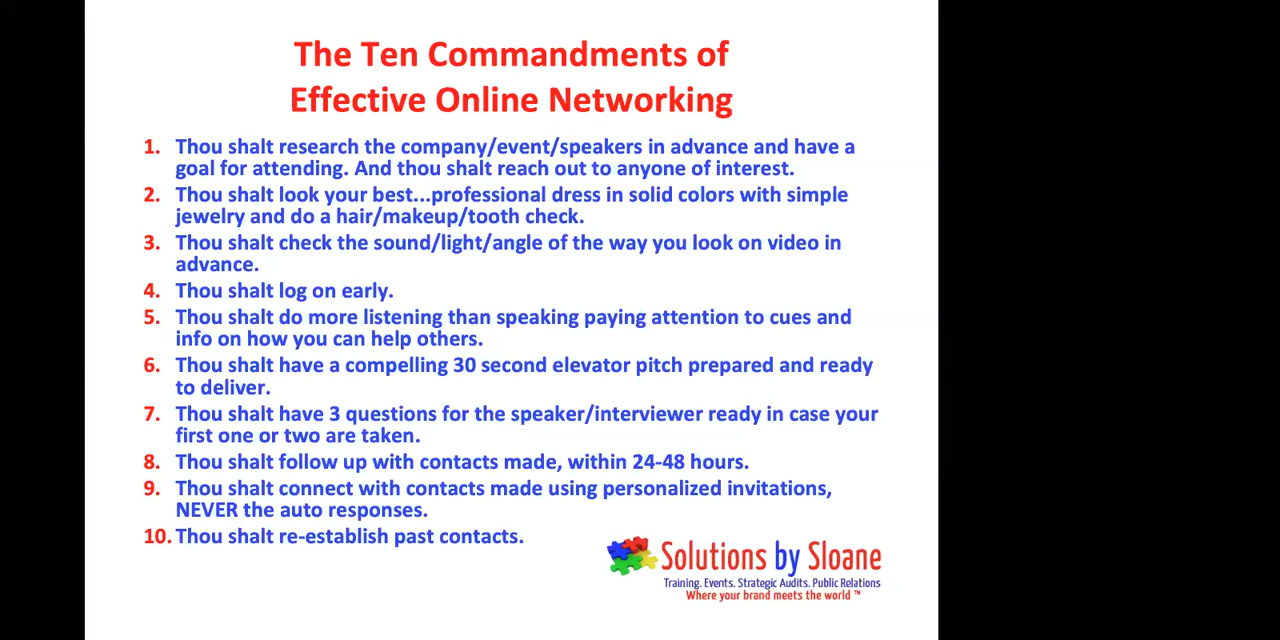 The Ten Commandments of
Effective Online Networking
1. Thou shalt research the company/event/speakers in advance and have a
goal for attending. And thou shalt reach out to anyone of interest.
2. Thou shalt look your best...professional dress in solid colors with simple
jewelry and do a hair/makeup/tooth check.
3. Thou shalt check the sound/light/angle of the way you look on video in
advance.
4. Thou shalt log on early.
5. Thou shalt do more listening than speaking paying attention to cues and
info on how you can help others.
6. Thou shalt have a compelling 30 second elevator pitch prepared and ready
to deliver.
7. Thou shalt have 3 questions for the speaker/interviewer ready in case your
first one or two are taken.
8. Thou shalt follow up with contacts made, within 24-48 hours.
9. Thou shalt connect with contacts made using personalized invitations,
NEVER the auto responses.
10. Thou shalt re-establish past contacts.
Solutions by Sloane
Training. Events. Strategic Audits. Public Relations
Where your brand meets the world ™